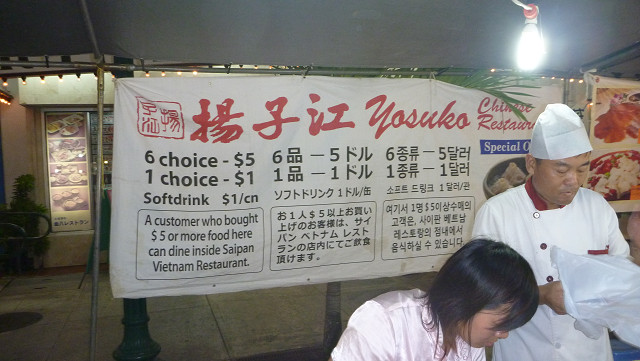 揚子江 Yosuko
Chinese
Restaurant
Special O
6 choice - $5
1 choice - $1
Softdrink $1/cn
6品 — 5ドル
1品 — 1ドル
ソフトドリンク 1ドル/缶
6종류 – 5달러
1종류 – 1달러
소프트 드링크 1달러/관
A customer who bought
$5 or more food here
can dine inside Saipan
Vietnam Restaurant.
お1人$5以上お買い
上げのお客様は、サイ
パン ベトナム レスト
ランの店内にてご飲食
頂けます。
여기서 1명 $5이상구매의
고객은, 사이판 베트남
레스토랑의 점내에서
음식하실 수 있습니다.